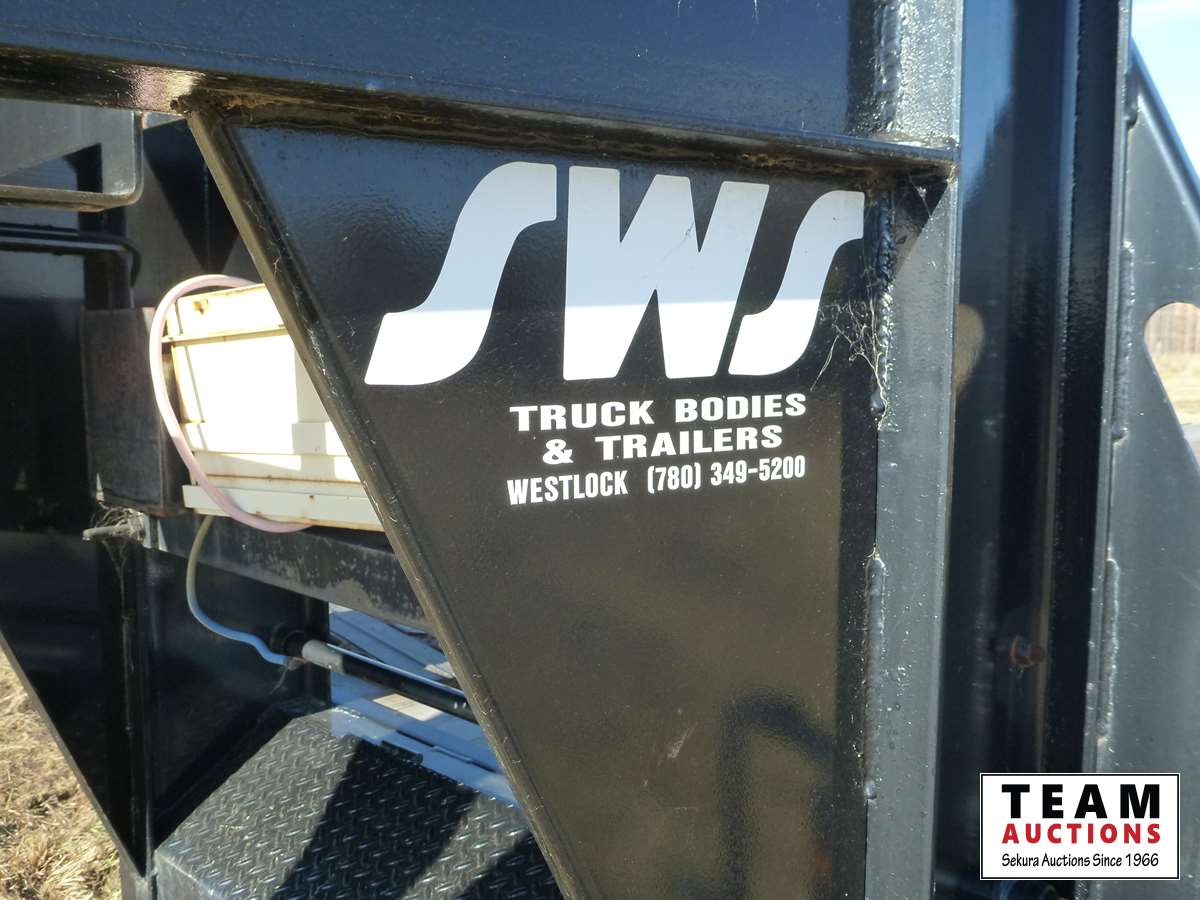 SWS
TRUCK BODIES
& TRAILERS
WESTLOCK (780) 349-5200
TEAM
AUCTIONS
Sekura Auctions Since 1966